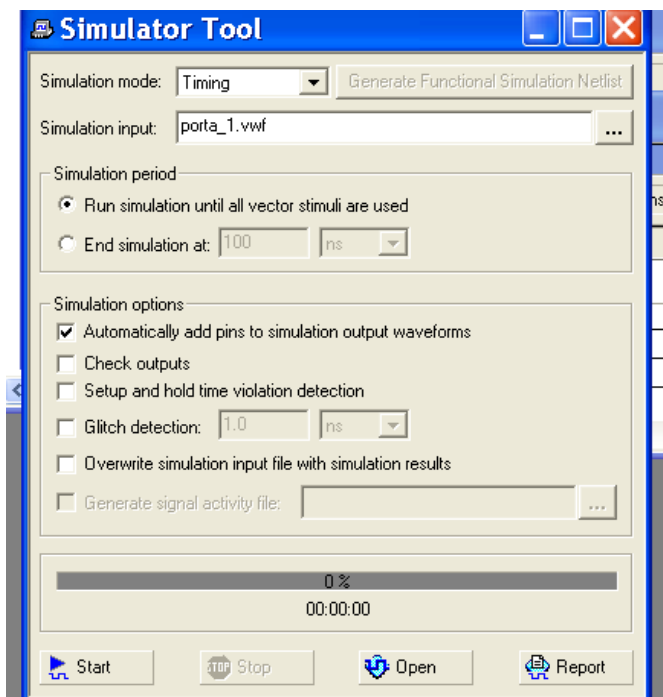 Simulator Tool
Simulation mode: Timing Generate Functional Simulation Netlist
Simulation input: porta_1.vwf ...
Simulation period
Run simulation until all vector stimuli are used
End simulation at: 100 ns
Simulation options
Automatically add pins to simulation output waveforms
Check outputs
Setup and hold time violation detection
Glitch detection: 1.0 ns
Overwrite simulation input file with simulation results
Generate signal activity file: ...
0 %
00:00:00
Start STOP Stop Open Report